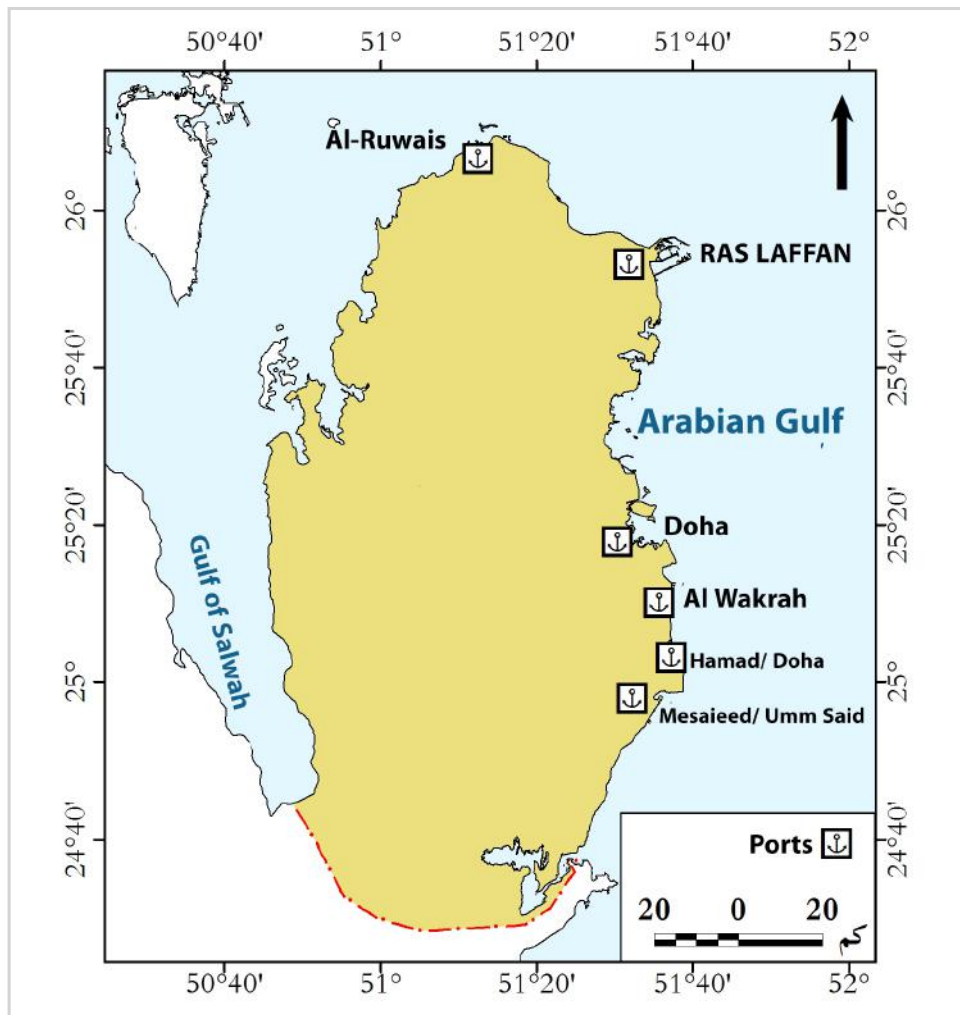 50°40' 51° 51°20' 51°40' 52°
Al-Ruwais
26° 26°
RAS LAFFAN
25°40' 25°40'
Arabian Gulf
25°20' 25°20'
Doha
Gulf of Salwah
Al Wakrah
Hamad/ Doha
25° 25°
Mesaieed/ Umm Said
24°40' 24°40'
Ports
20 0 20
كم
50°40' 51° 51°20' 51°40' 52°